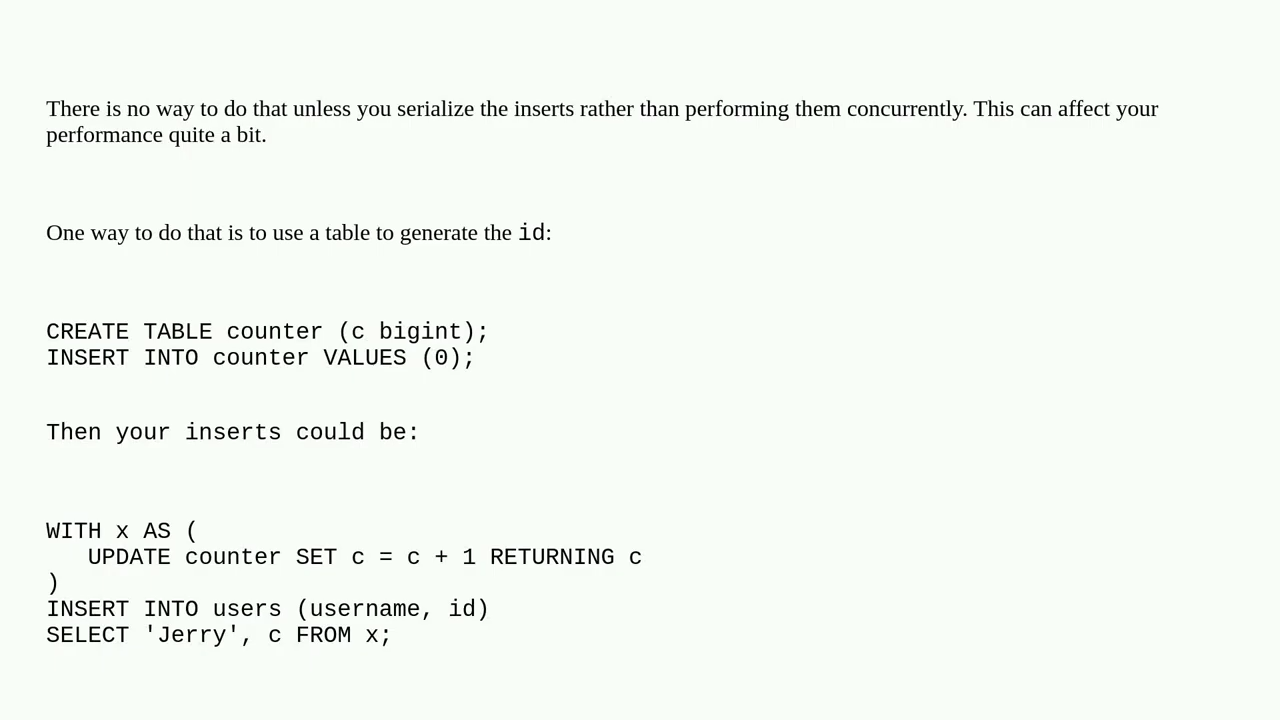 There is no way to do that unless you serialize the inserts rather than performing them concurrently. This can affect your
performance quite a bit.
One way to do that is to use a table to generate the id:
CREATE TABLE counter (c bigint);
INSERT INTO counter VALUES (0);
Then your inserts could be:
WITH x AS (
   UPDATE counter SET c = c + 1 RETURNING c
)
INSERT INTO users (username, id)
SELECT 'Jerry', c FROM x;